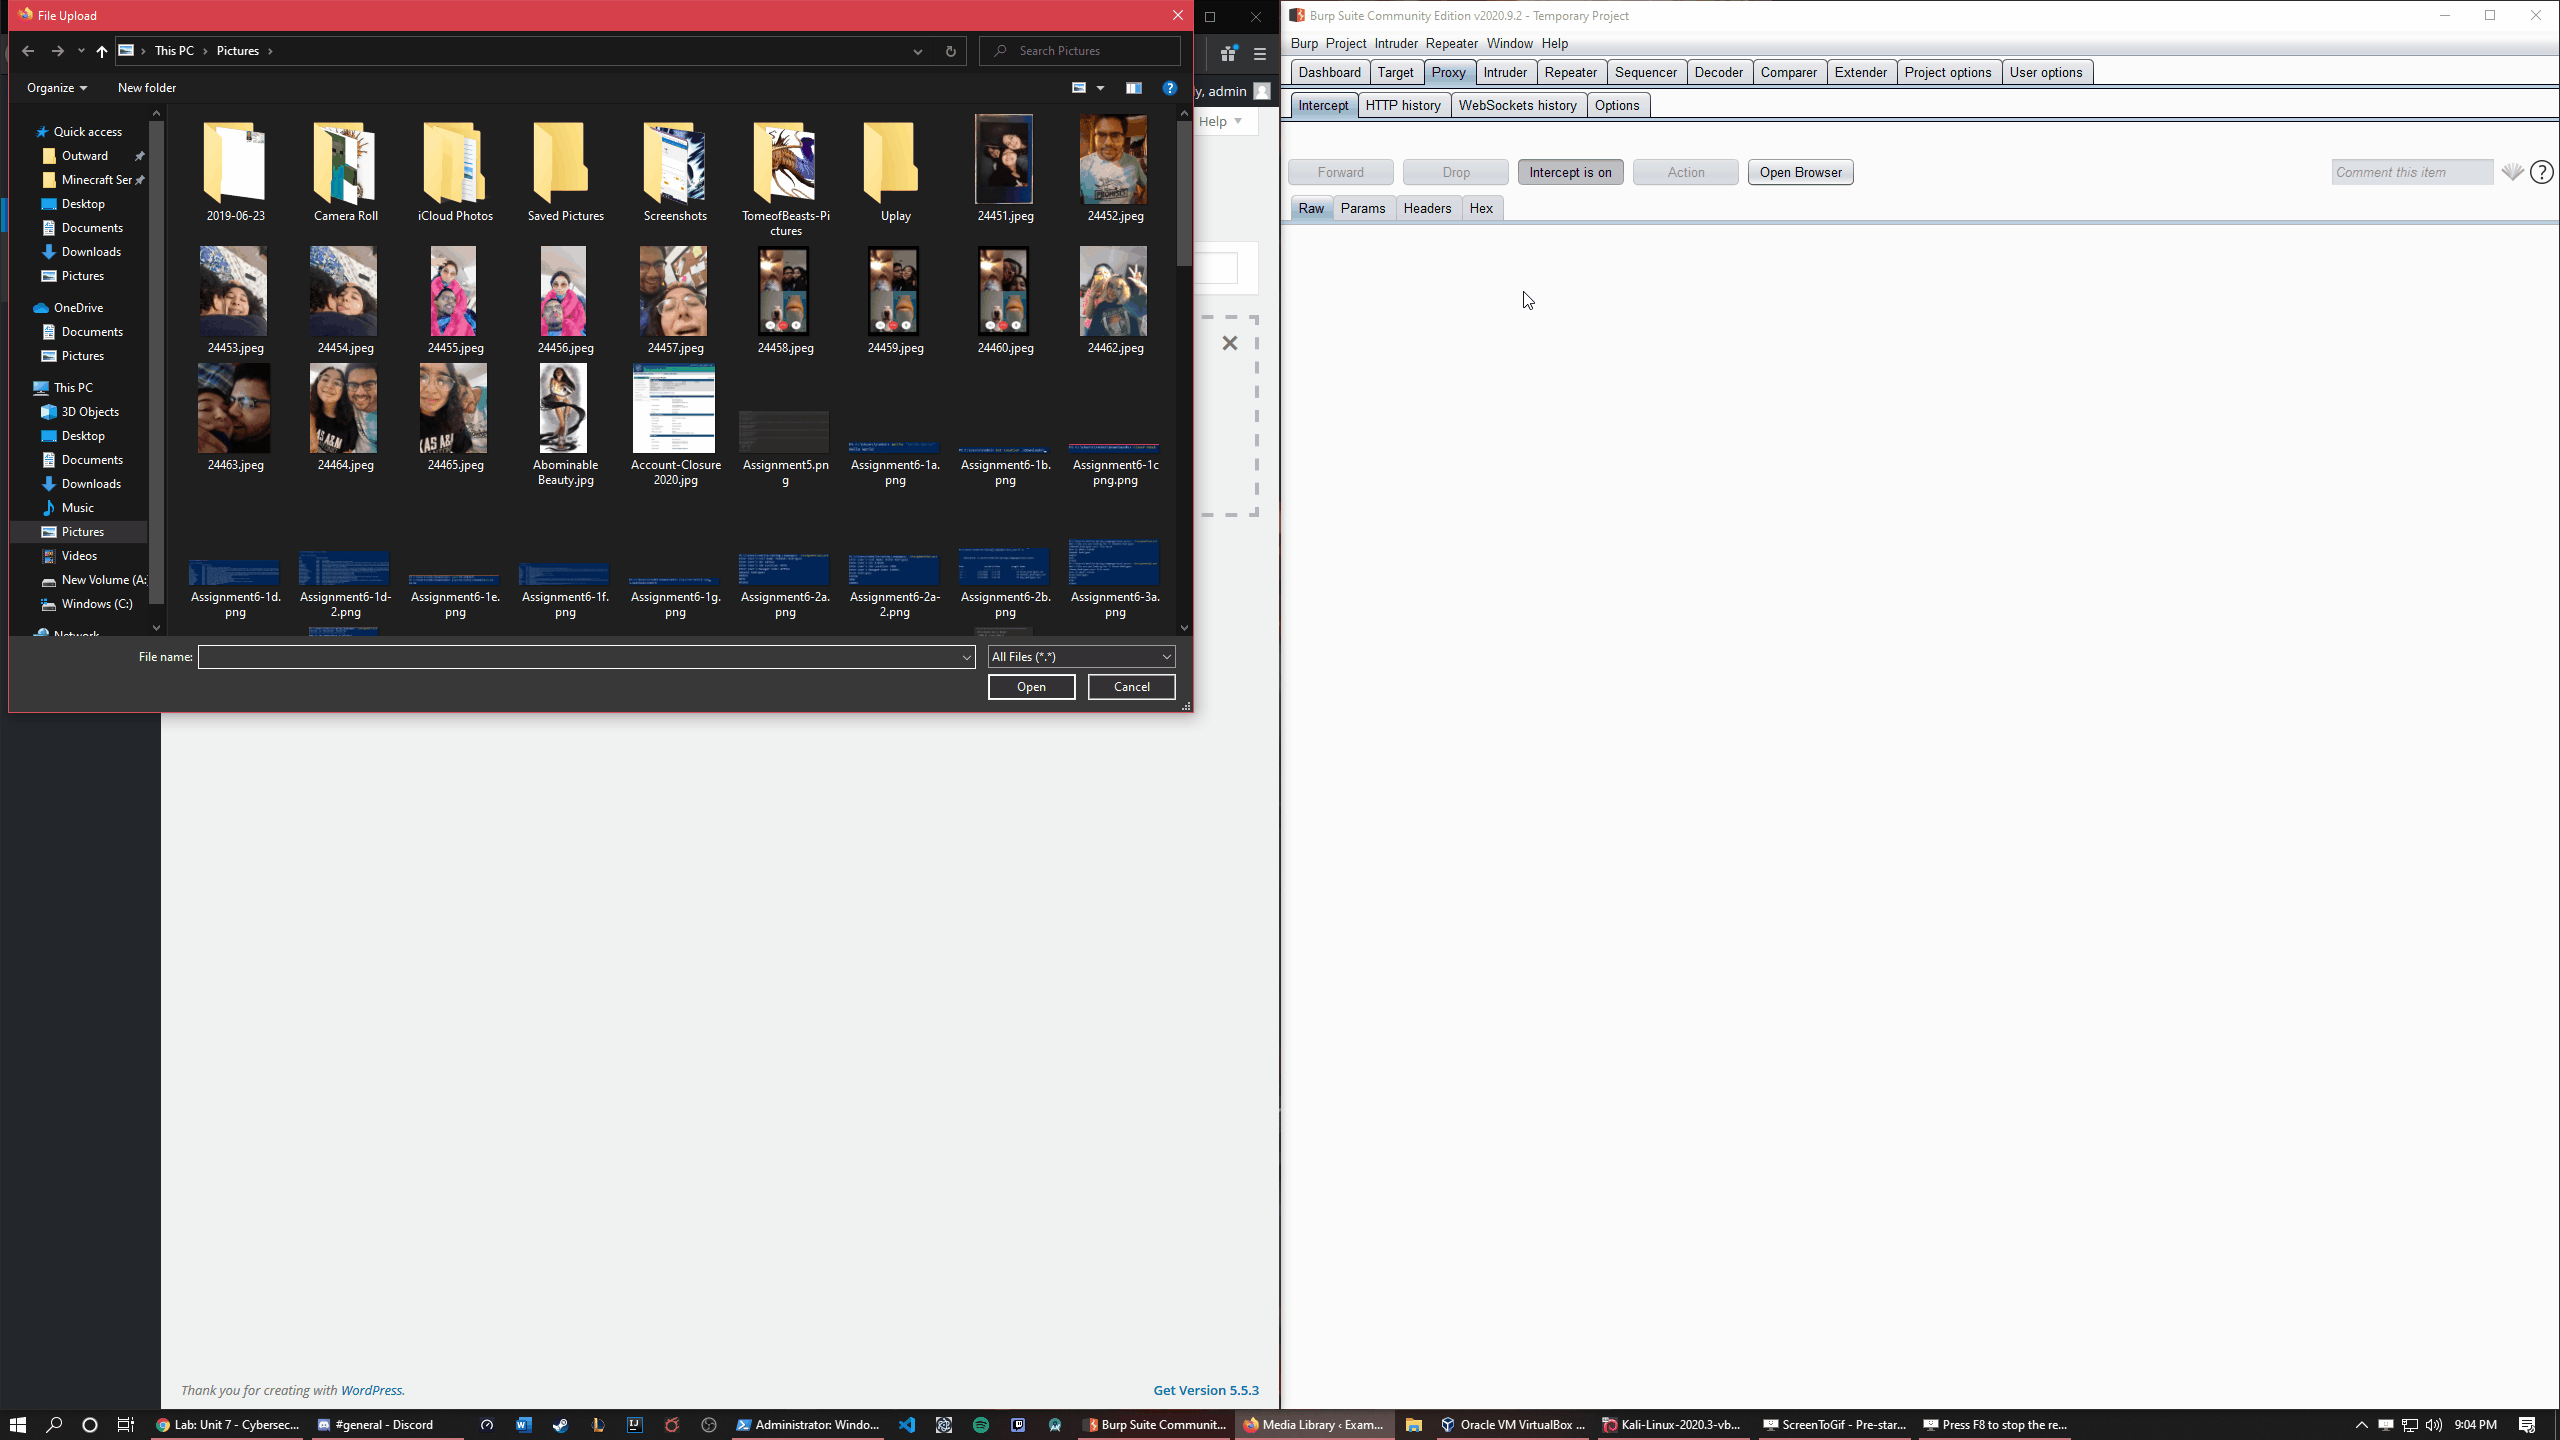 File Upload
This PC
Pictures
Search Pictures
Organize
New folder
Quick access
Outward
Minecraft Ser
Desktop
Documents
Downloads
Pictures
OneDrive
Documents
Pictures
This PC
3D Objects
Desktop
Documents
Downloads
Music
Pictures
Videos
New Volume (A:
Windows (C:)
Network
2019-06-23
Camera Roll
iCloud Photos
Saved Pictures
Screenshots
TomeofBeasts-Pi
ctures
Uplay
24451.jpeg
24452.jpeg
24453.jpeg
24454.jpeg
24455.jpeg
24456.jpeg
24457.jpeg
24458.jpeg
24459.jpeg
24460.jpeg
24462.jpeg
24463.jpeg
24464.jpeg
24465.jpeg
Abominable
Beauty.jpg
Account-Closure
2020.jpg
Assignment5.pn
g
Assignment6-1a.
png
Assignment6-1b.
png
Assignment6-1c
png.png
Assignment6-1d.
png
Assignment6-1d-
2.png
Assignment6-1e.
png
Assignment6-1f.
png
Assignment6-1g.
png
Assignment6-2a.
png
Assignment6-2a-
2.png
Assignment6-2b.
png
Assignment6-3a.
png
File name:
All Files (*.*)
Open
Cancel
y, admin
Help
Thank you for creating with WordPress.
Get Version 5.5.3
Burp Suite Community Edition v2020.9.2 - Temporary Project
Burp Project Intruder Repeater Window Help
Dashboard Target Proxy Intruder Repeater Sequencer Decoder Comparer Extender Project options User options
Intercept HTTP history WebSockets history Options
Forward Drop Intercept is on Action Open Browser
Comment this item
?
Raw Params Headers Hex
Lab: Unit 7 - Cybersec...
#general - Discord
Administrator: Windo...
Burp Suite Communit...
Media Library ‹ Exam...
Oracle VM VirtualBox ...
Kali-Linux-2020.3-vb...
ScreenToGif - Pre-star...
Press F8 to stop the re...
9:04 PM